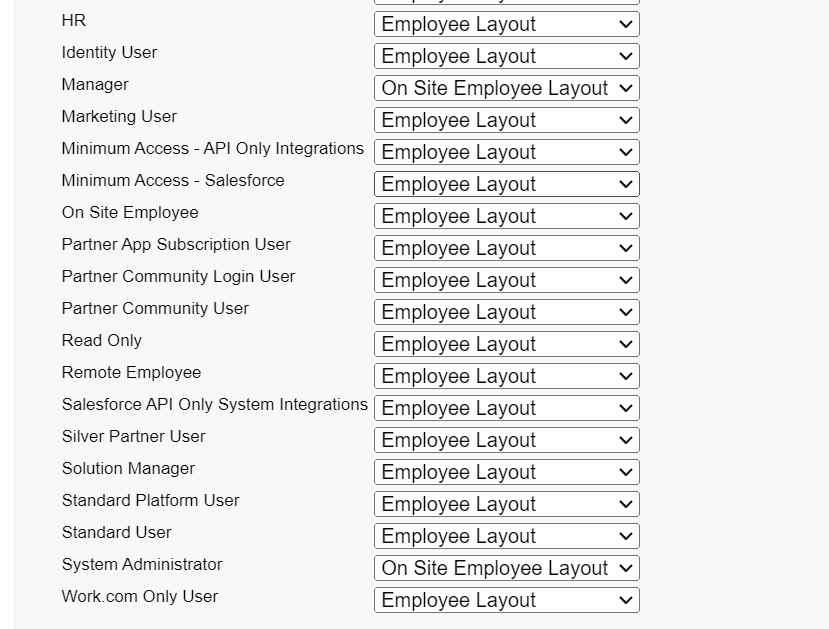 HR Employee Layout
Identity User Employee Layout
Manager On Site Employee Layout
Marketing User Employee Layout
Minimum Access - API Only Integrations Employee Layout
Minimum Access - Salesforce Employee Layout
On Site Employee Employee Layout
Partner App Subscription User Employee Layout
Partner Community Login User Employee Layout
Partner Community User Employee Layout
Read Only Employee Layout
Remote Employee Employee Layout
Salesforce API Only System Integrations Employee Layout
Silver Partner User Employee Layout
Solution Manager Employee Layout
Standard Platform User Employee Layout
Standard User Employee Layout
System Administrator On Site Employee Layout
Work.com Only User Employee Layout